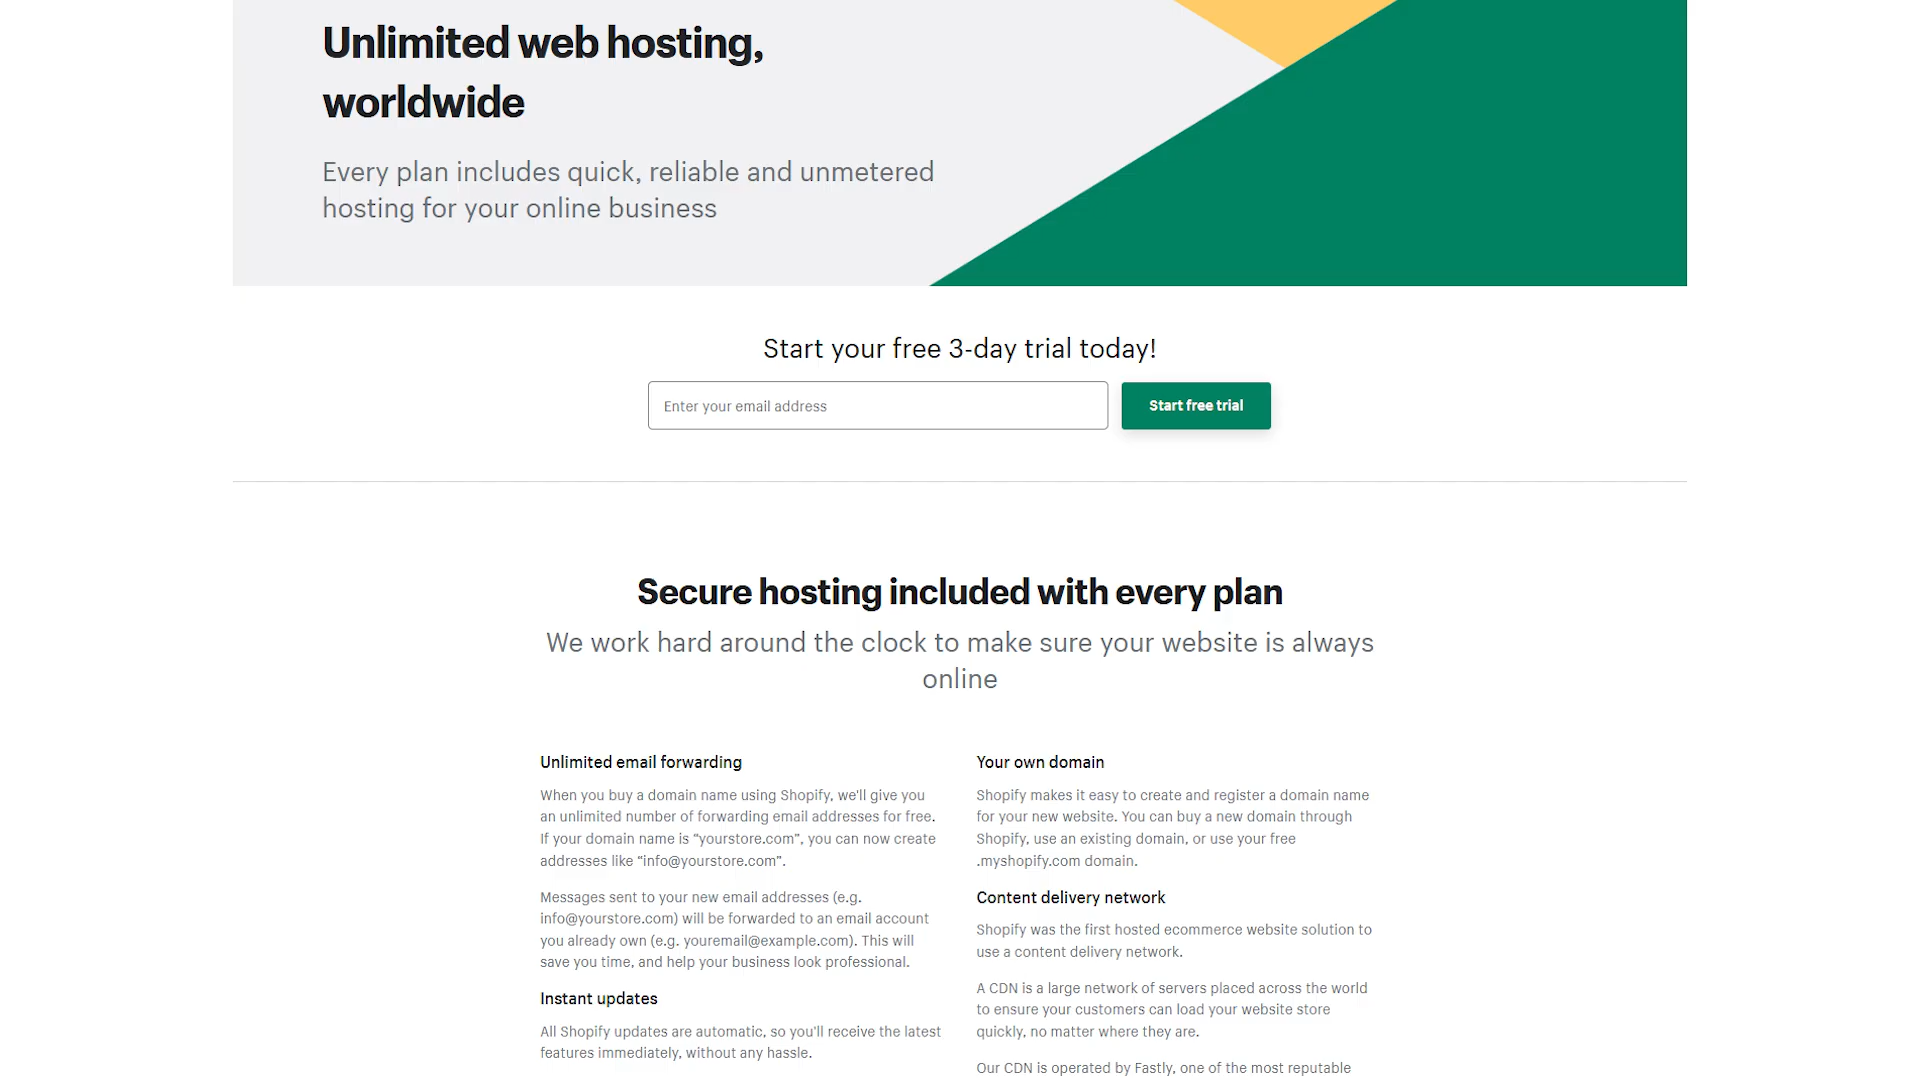 Unlimited web hosting,
worldwide
Every plan includes quick, reliable and unmetered
hosting for your online business
Start your free 3-day trial today!
Enter your email address
Start free trial
Secure hosting included with every plan
We work hard around the clock to make sure your website is always
online
Unlimited email forwarding
When you buy a domain name using Shopify, we'll give you
an unlimited number of forwarding email addresses for free.
If your domain name is “yourstore.com”, you can now create
addresses like “info@yourstore.com”.
Messages sent to your new email addresses (e.g.
info@yourstore.com) will be forwarded to an email account
you already own (e.g. youremail@example.com). This will
save you time, and help your business look professional.
Instant updates
All Shopify updates are automatic, so you'll receive the latest
features immediately, without any hassle.
Your own domain
Shopify makes it easy to create and register a domain name
for your new website. You can buy a new domain through
Shopify, use an existing domain, or use your free
.myshopify.com domain.
Content delivery network
Shopify was the first hosted ecommerce website solution to
use a content delivery network.
A CDN is a large network of servers placed across the world
to ensure your customers can load your website store
quickly, no matter where they are.
Our CDN is operated by Fastly, one of the most reputable